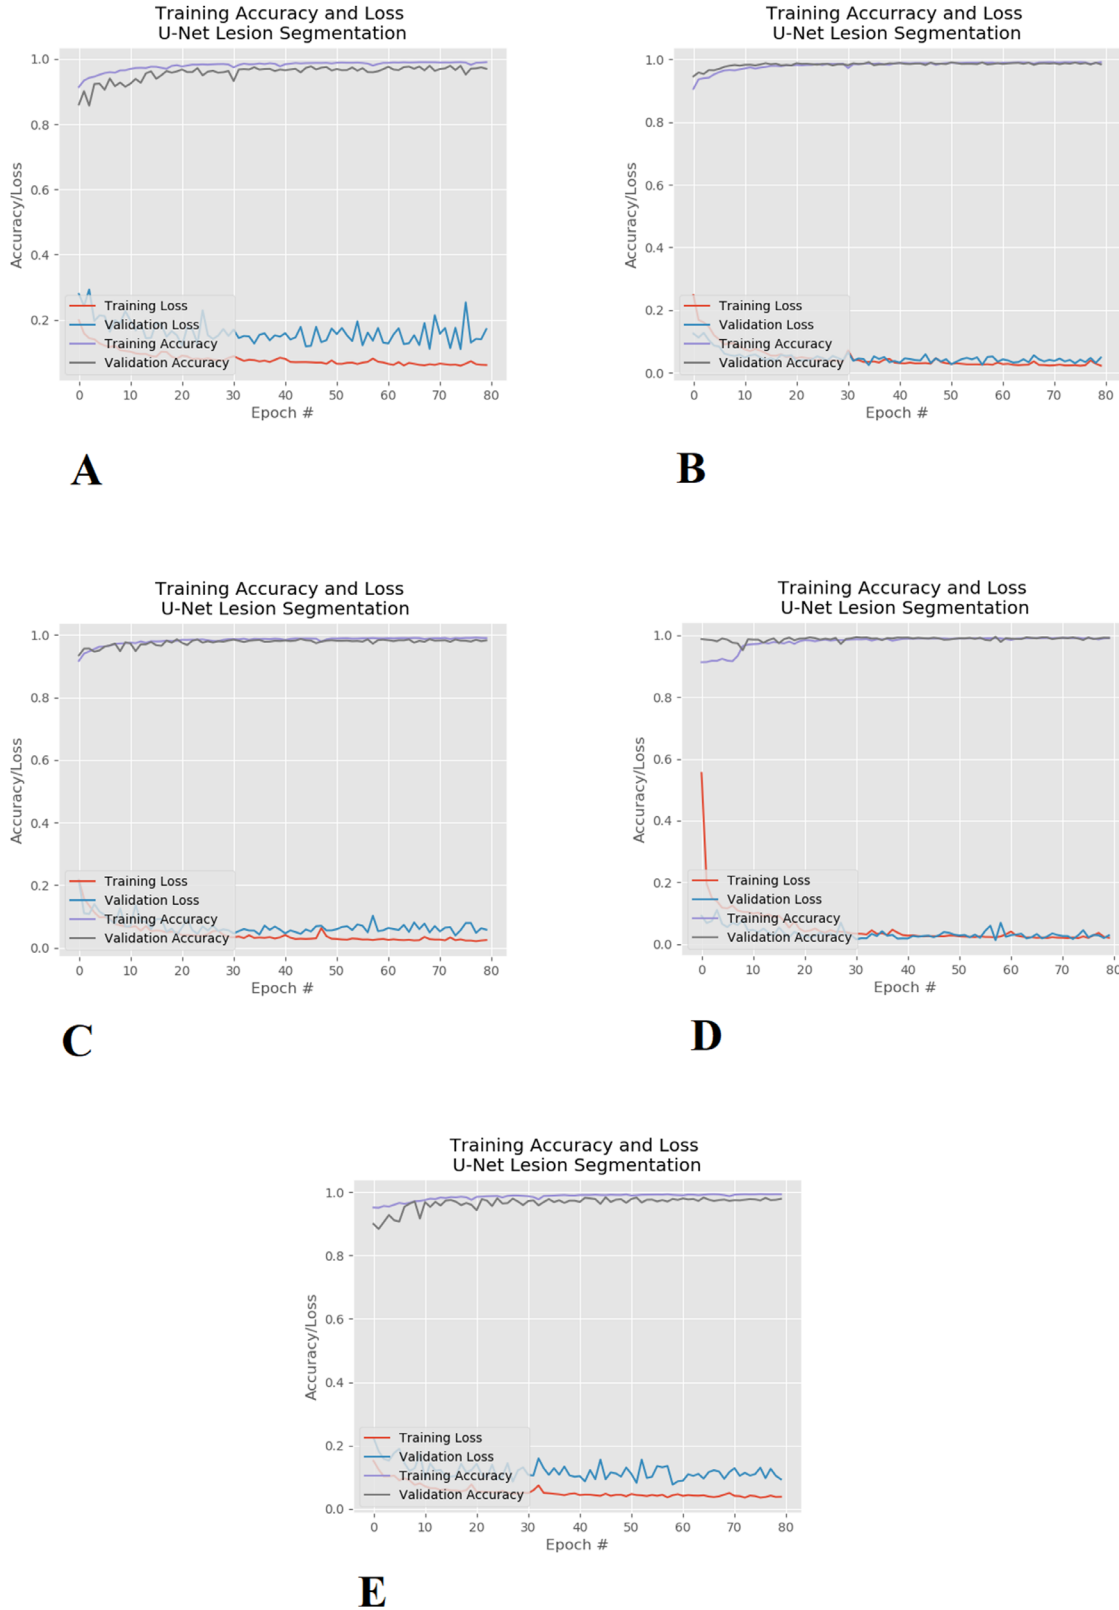 Training Accuracy and Loss
U-Net Lesion Segmentation
1.0
0.8
0.6
0.4
0.2
Accuracy/Loss
Training Loss
Validation Loss
Training Accuracy
Validation Accuracy
0 10 20 30 40 50 60 70 80
Epoch #
A
Training Accurracy and Loss
U-Net Lesion Segmentation
1.0
0.8
0.6
0.4
0.2
0.0
Accuracy/Loss
Training Loss
Validation Loss
Training Accuracy
Validation Accuracy
0 10 20 30 40 50 60 70 80
Epoch #
B
Training Accuracy and Loss
U-Net Lesion Segmentation
1.0
0.8
0.6
0.4
0.2
0.0
Accuracy/Loss
Training Loss
Validation Loss
Training Accuracy
Validation Accuracy
0 10 20 30 40 50 60 70 80
Epoch #
C
Training Accuracy and Loss
U-Net Lesion Segmentation
1.0
0.8
0.6
0.4
0.2
0.0
Accuracy/Loss
Training Loss
Validation Loss
Training Accuracy
Validation Accuracy
0 10 20 30 40 50 60 70 80
Epoch #
D
Training Accuracy and Loss
U-Net Lesion Segmentation
1.0
0.8
0.6
0.4
0.2
0.0
Accuracy/Loss
Training Loss
Validation Loss
Training Accuracy
Validation Accuracy
0 10 20 30 40 50 60 70 80
Epoch #
E